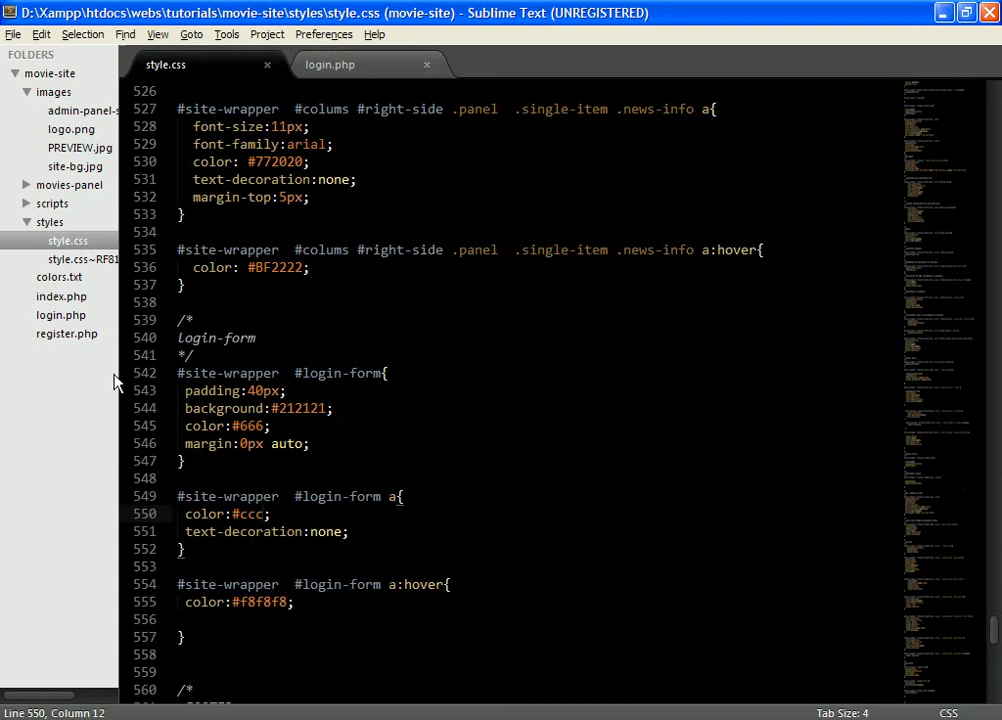 D:\Xampp\htdocs\webs\tutorials\movie-site\styles\style.css (movie-site) - Sublime Text (UNREGISTERED)
File Edit Selection Find View Goto Tools Project Preferences Help
FOLDERS
movie-site
images
admin-panel-s
logo.png
PREVIEW.jpg
site-bg.jpg
movies-panel
scripts
styles
style.css
style.css~RF81
colors.txt
index.php
login.php
register.php
style.css × login.php ×
526
527 #site-wrapper  #colums #right-side .panel  .single-item .news-info a{
528 font-size:11px;
529 font-family:arial;
530 color: #772020;
531 text-decoration:none;
532 margin-top:5px;
533 }
534
535 #site-wrapper  #colums #right-side .panel  .single-item .news-info a:hover{
536 color: #BF2222;
537 }
538
539 /*
540 login-form
541 */
542 #site-wrapper  #login-form{
543 padding:40px;
544 background:#212121;
545 color:#666;
546 margin:0px auto;
547 }
548
549 #site-wrapper  #login-form a{
550 color:#ccc;
551 text-decoration:none;
552 }
553
554 #site-wrapper  #login-form a:hover{
555 color:#f8f8f8;
556
557 }
558
559
560 /*
Line 550, Column 12 Tab Size: 4 CSS